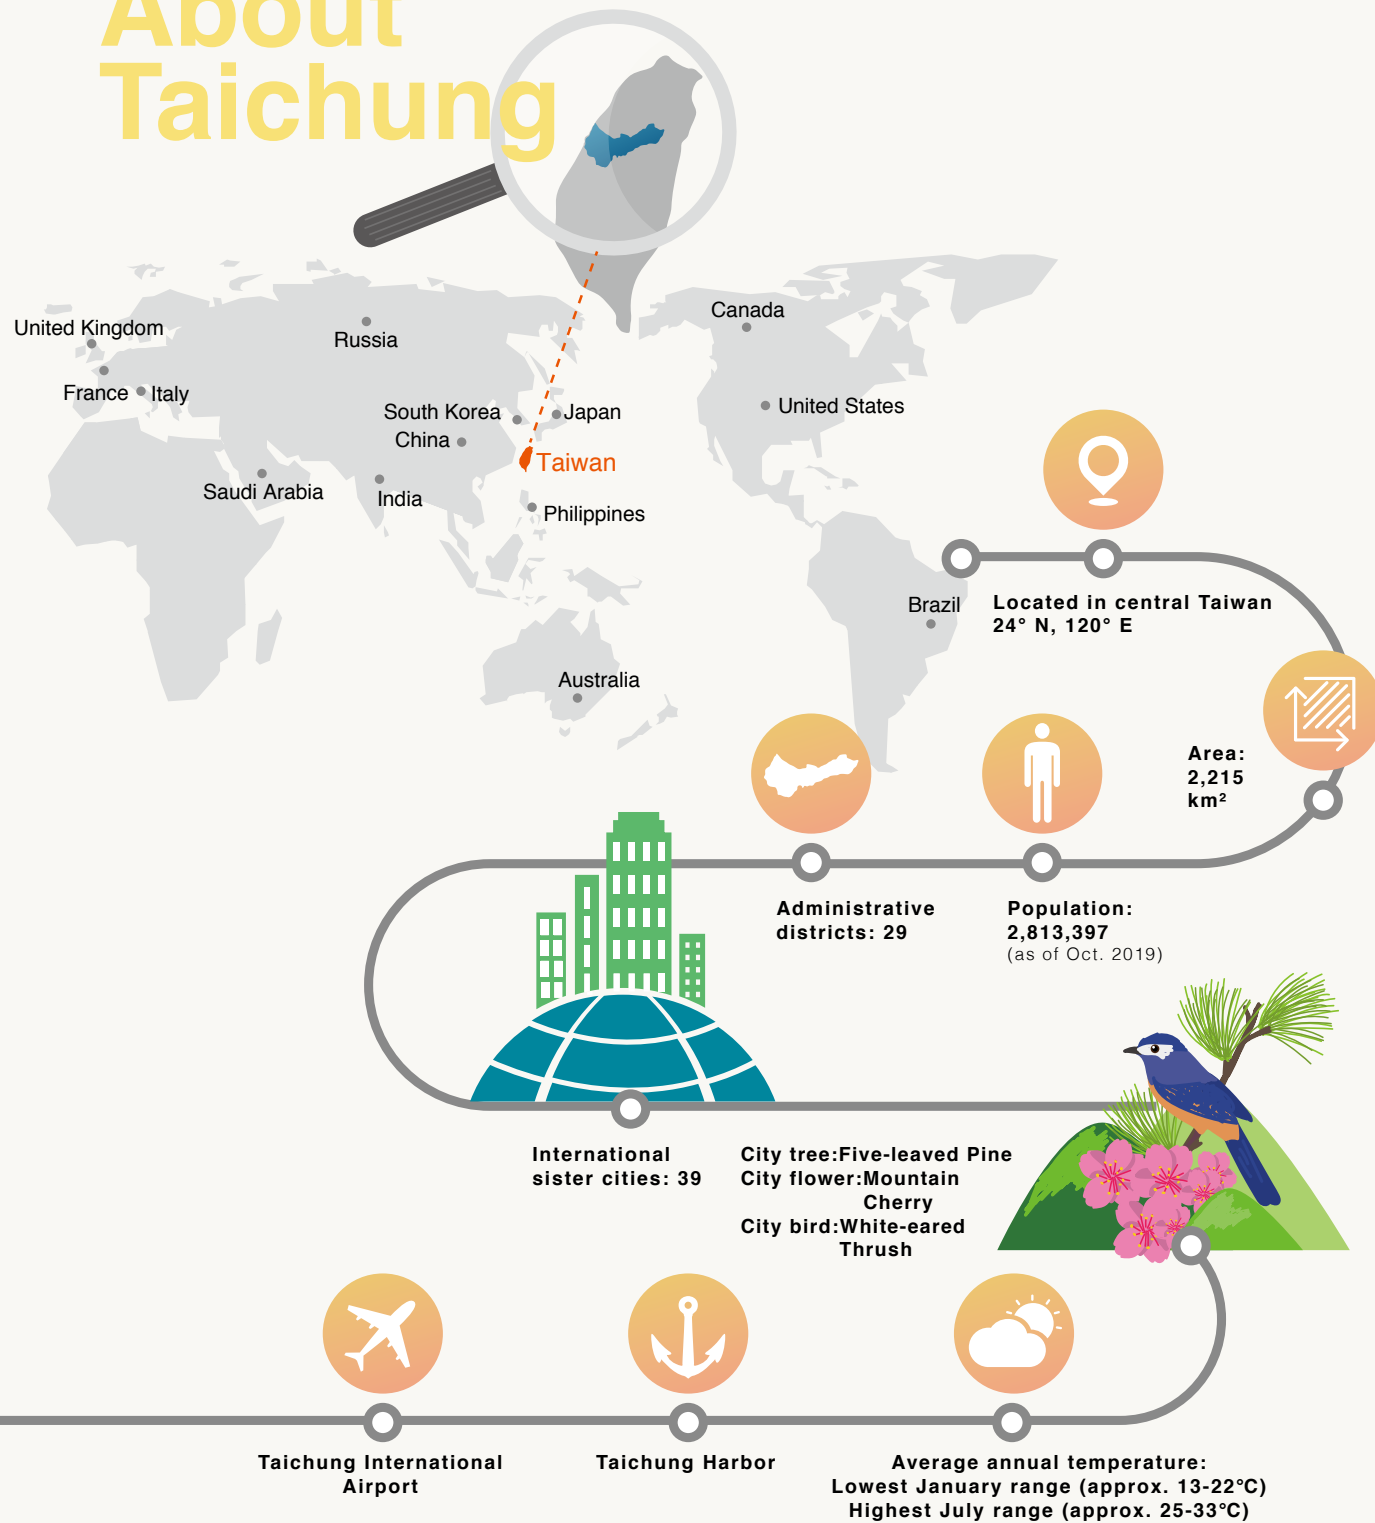 About
Taichung
United Kingdom
Russia
Canada
France
Italy
South Korea
Japan
United States
China
Taiwan
Saudi Arabia
India
Philippines
Brazil
Australia
Located in central Taiwan
24° N, 120° E
Area:
2,215
km²
Population:
2,813,397
(as of Oct. 2019)
Administrative
districts: 29
International
sister cities: 39
City tree:Five-leaved Pine
City flower:Mountain
Cherry
City bird:White-eared
Thrush
Taichung International
Airport
Taichung Harbor
Average annual temperature:
Lowest January range (approx. 13-22°C)
Highest July range (approx. 25-33°C)